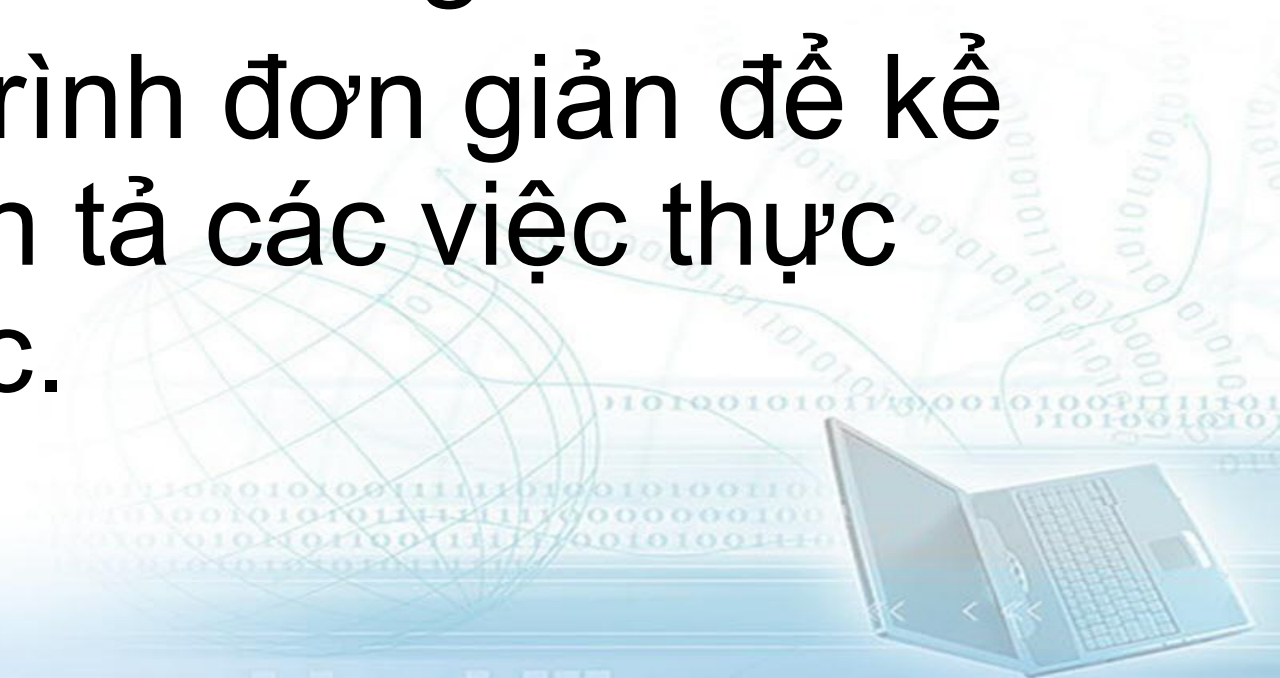 rình đơn giản để kể
n tả các việc thực
c.